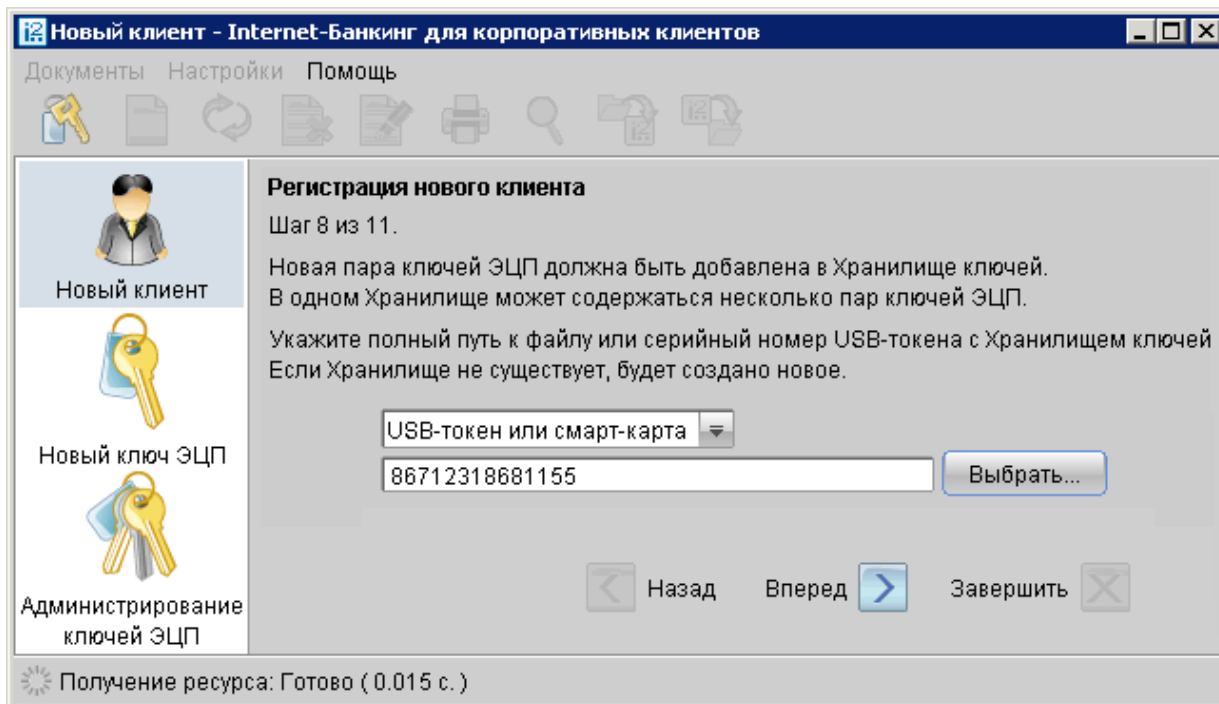 Новый клиент - Internet-Банкинг для корпоративных клиентов
Документы Настройки Помощь
Регистрация нового клиента
Шаг 8 из 11.
Новая пара ключей ЭЦП должна быть добавлена в Хранилище ключей.
В одном Хранилище может содержаться несколько пар ключей ЭЦП.
Укажите полный путь к файлу или серийный номер USB-токена с Хранилищем ключей
Если Хранилище не существует, будет создано новое.
USB-токен или смарт-карта
86712318681155 Выбрать...
Назад Вперед Завершить
Новый клиент
Новый ключ ЭЦП
Администрирование
ключей ЭЦП
Получение ресурса: Готово ( 0.015 с. )